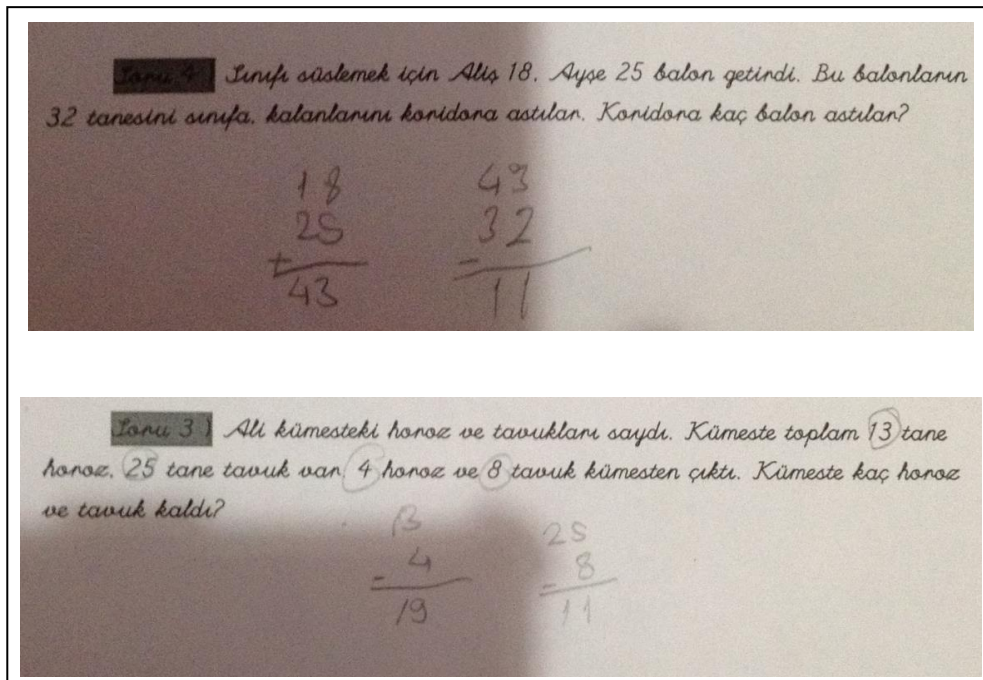 Soru 4 ) Sınıfı süslemek için Aliş 18, Ayşe 25 balon getirdi. Bu balonların
32 tanesini sınıfa, kalanlarını koridora astılar. Koridora kaç balon astılar?
18 43
25 32
+ -
43 11
Soru 3 ) Ali kümesteki horoz ve tavukları saydı. Kümeste toplam 13 tane
horoz, 25 tane tavuk var. 4 horoz ve 8 tavuk kümesten çıktı. Kümeste kaç horoz
ve tavuk kaldı?
13 25
- 4 - 8
19 11